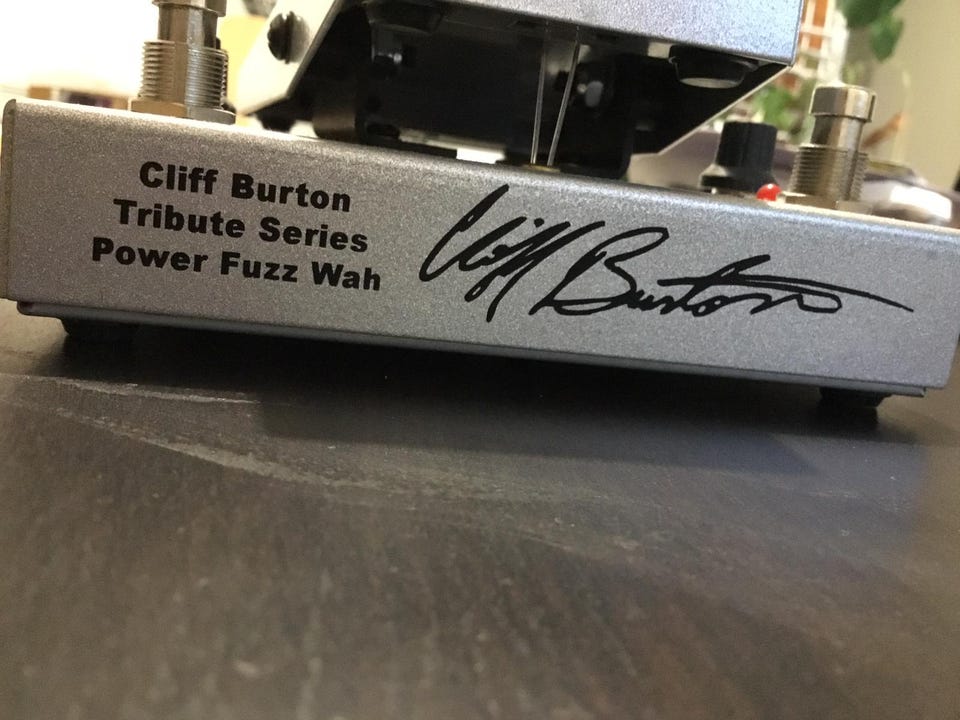 Cliff Burton
Tribute Series
Power Fuzz Wah
Cliff Burton